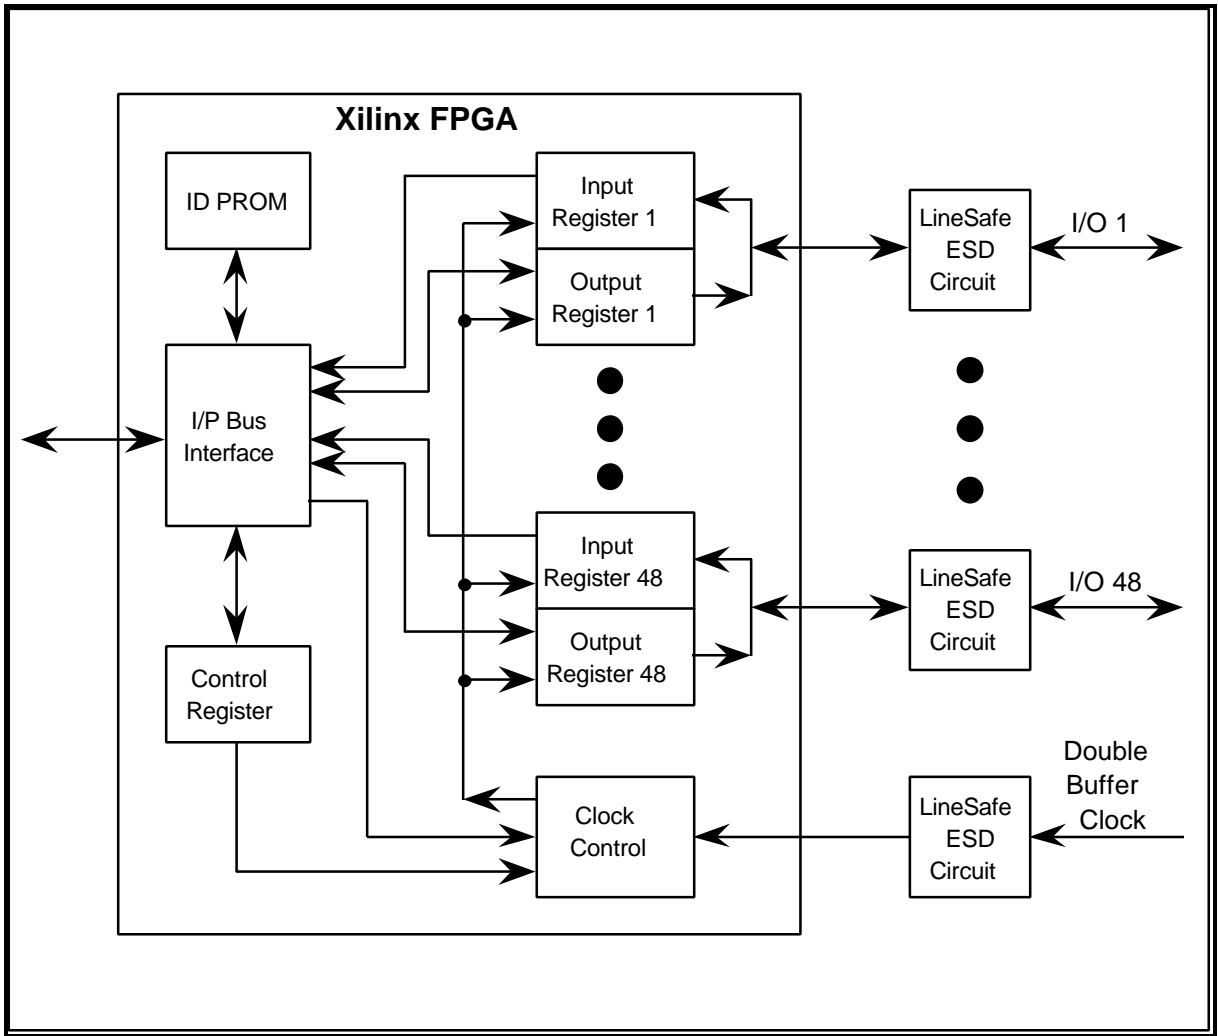 Xilinx FPGA
ID PROM
Input
Register 1
Output
Register 1
LineSafe
ESD
Circuit
I/O 1
I/P Bus
Interface
Input
Register 48
Output
Register 48
LineSafe
ESD
Circuit
I/O 48
Control
Register
Clock
Control
LineSafe
ESD
Circuit
Double
Buffer
Clock